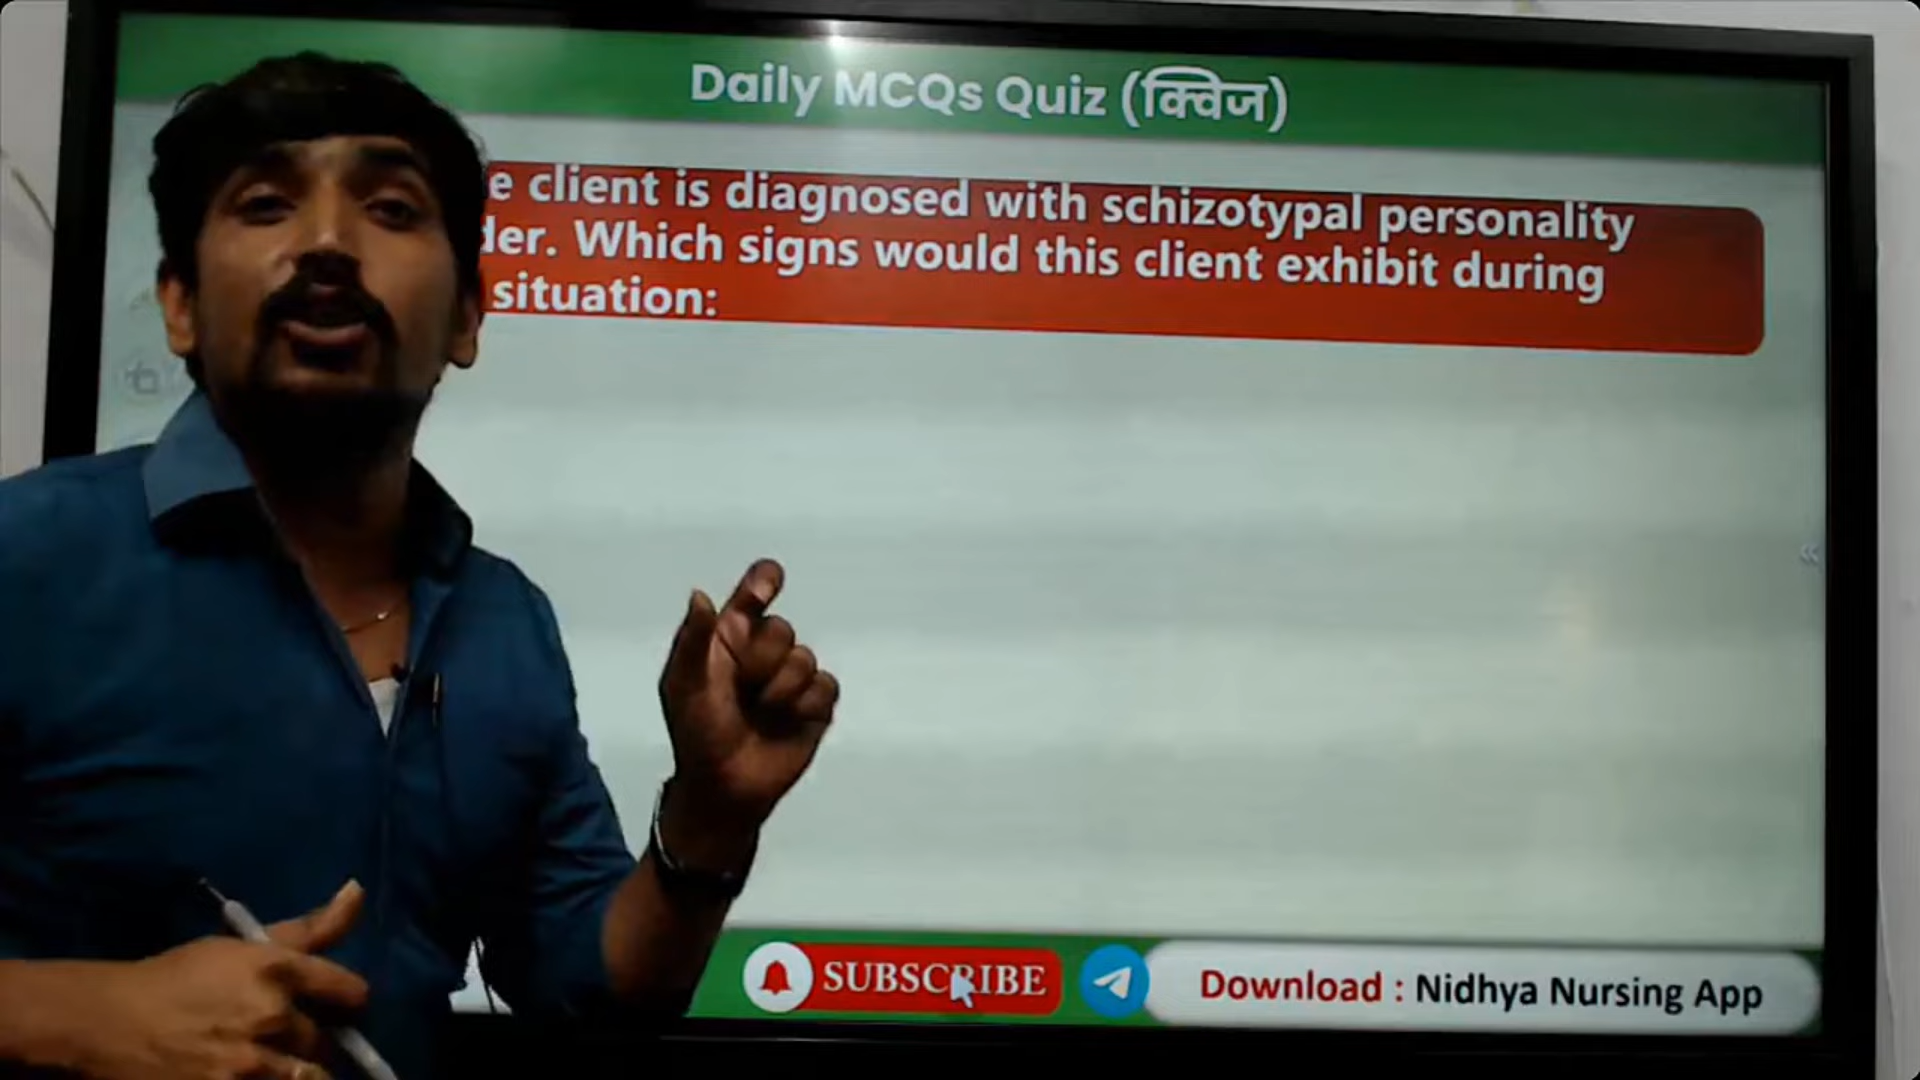 Daily MCQs Quiz (क्विज)
e client is diagnosed with schizotypal personality
der. Which signs would this client exhibit during
situation:
SUBSCRIBE
Download : Nidhya Nursing App